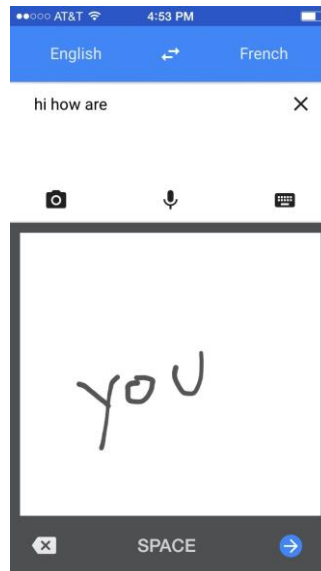 AT&T 4:53 PM
English French
hi how are
you
SPACE